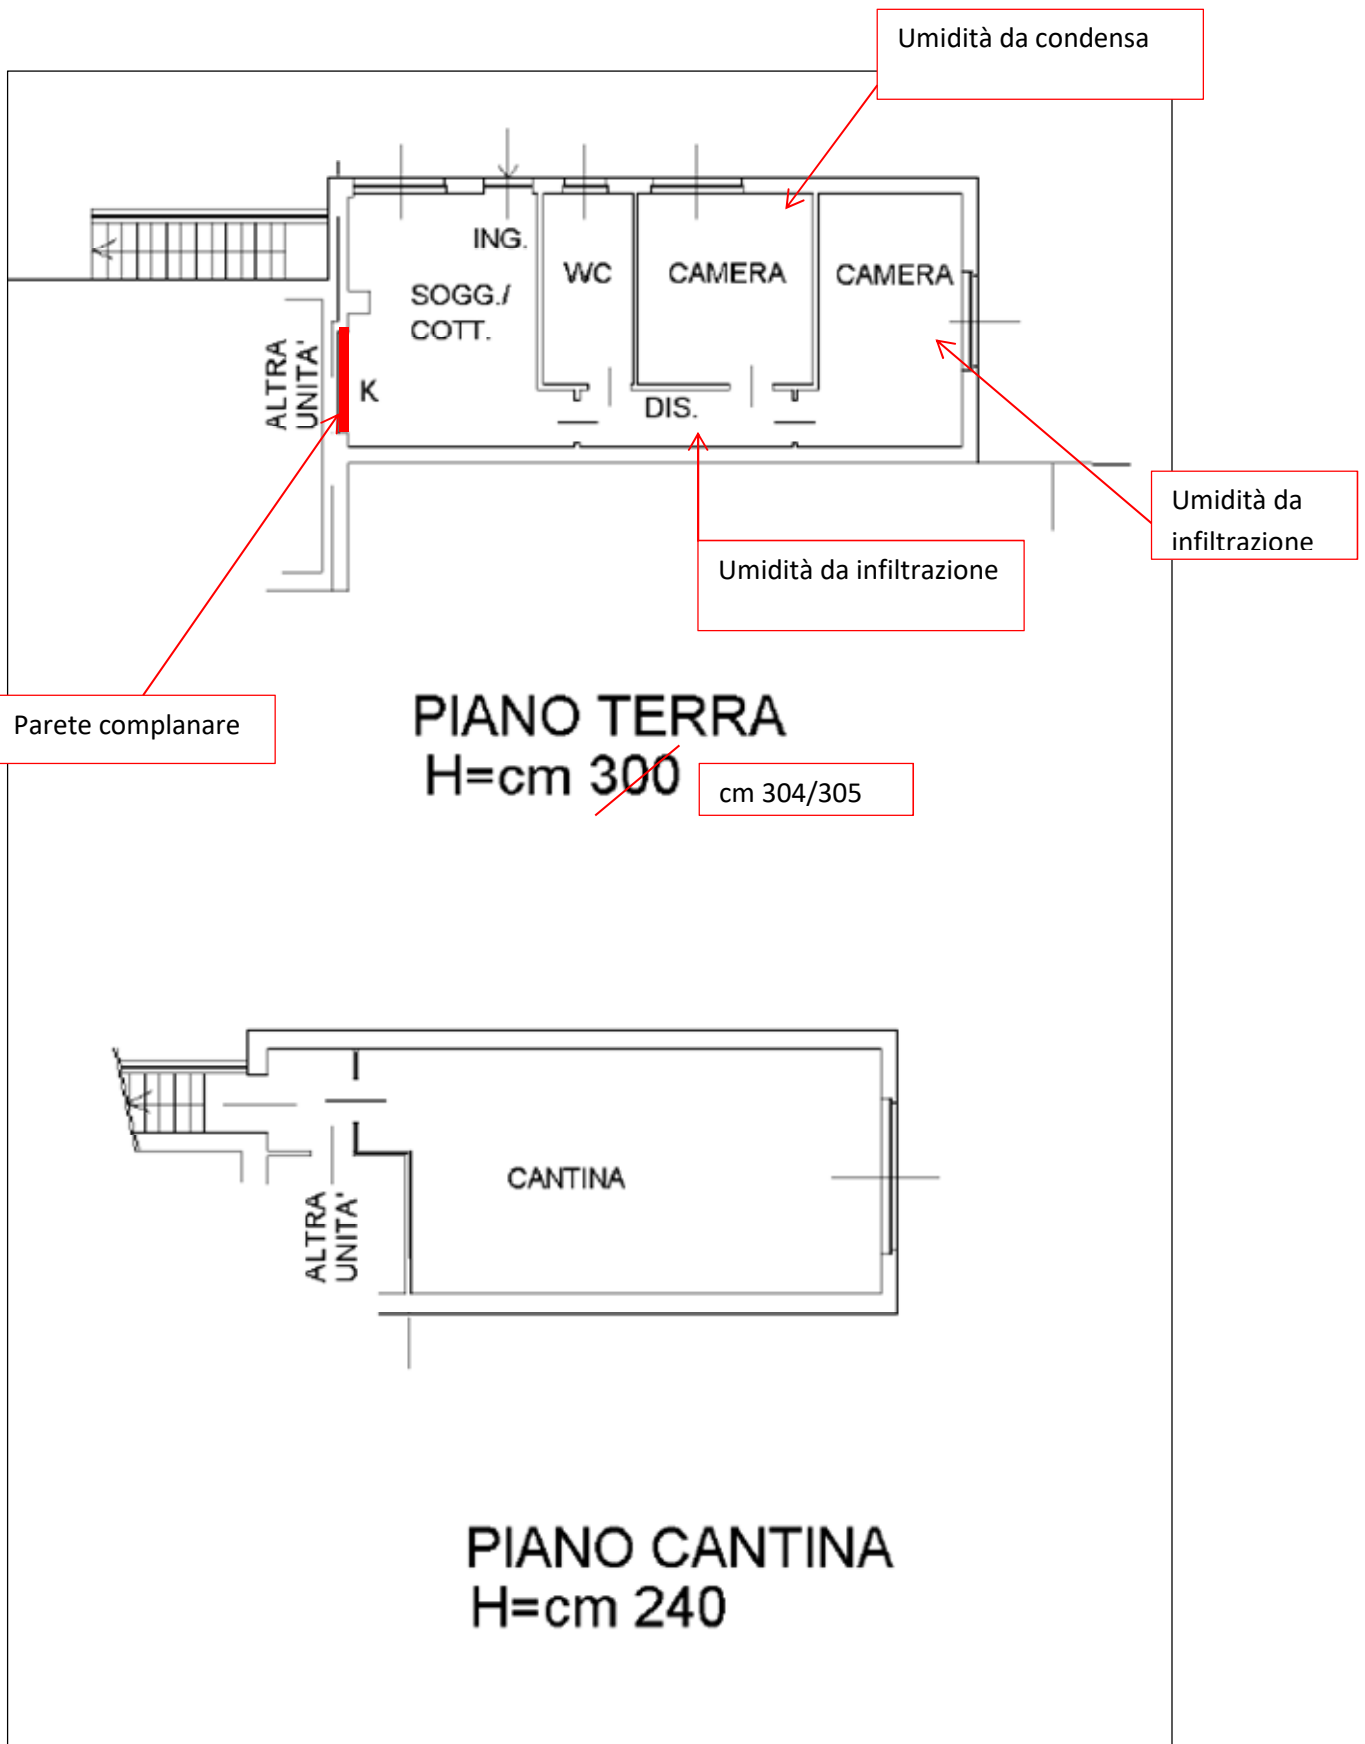 Umidità da condensa
ING.
WC
CAMERA
CAMERA
SOGG./
COTT.
ALTRA
UNITA'
K
DIS.
Umidità da
infiltrazione
Umidità da infiltrazione
Parete complanare
PIANO TERRA
H=cm 300
cm 304/305
CANTINA
ALTRA
UNITA'
PIANO CANTINA
H=cm 240